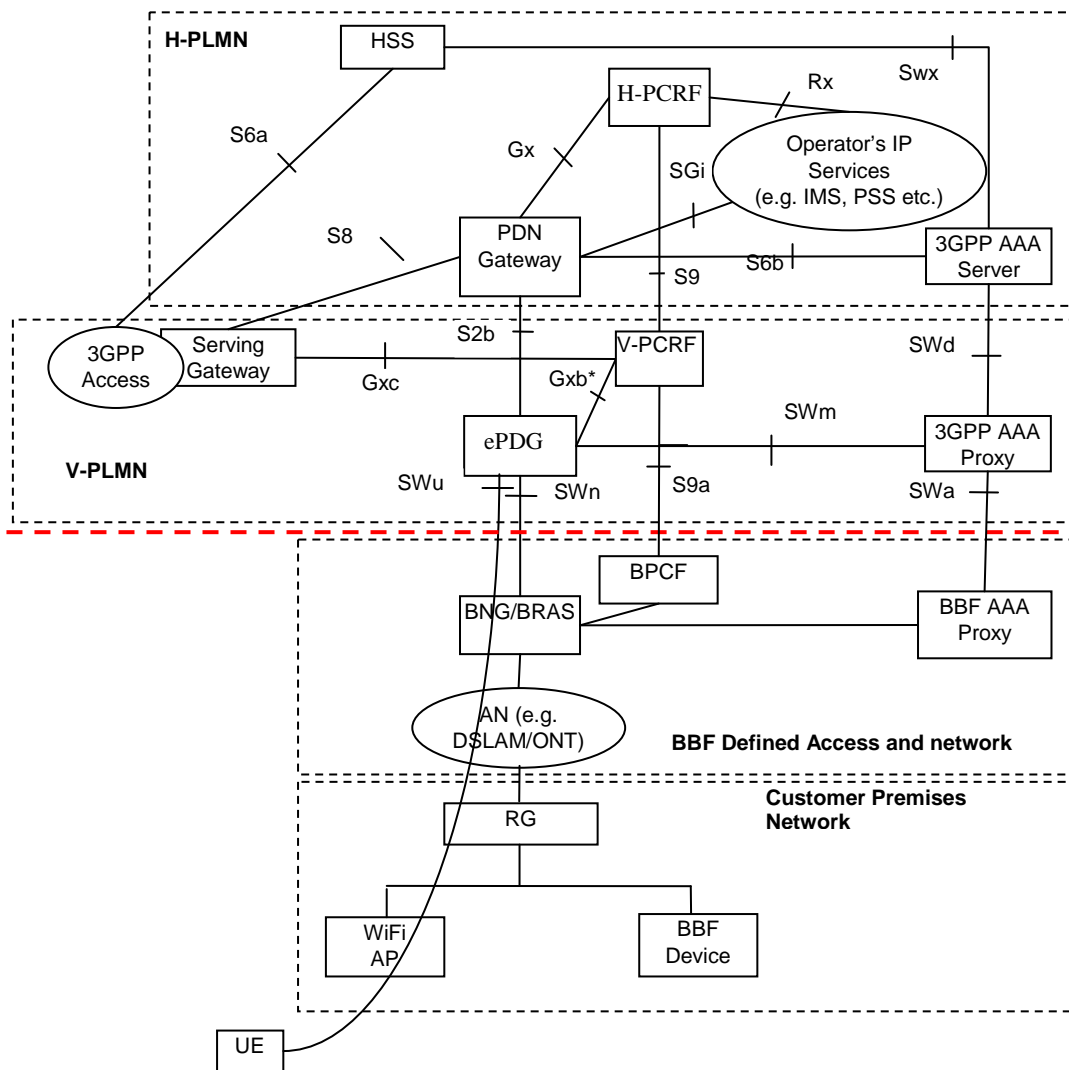 H-PLMN
HSS
Swx
H-PCRF
Rx
S6a
Gx
Operator's IP
Services
(e.g. IMS, PSS etc.)
SGi
S8
PDN
Gateway
3GPP AAA
Server
S9
S6b
S2b
3GPP
Access
Serving
Gateway
V-PCRF
SWd
Gxc
Gxb*
SWm
ePDG
3GPP AAA
Proxy
V-PLMN
SWu
SWn
S9a
SWa
BPCF
BNG/BRAS
BBF AAA
Proxy
AN (e.g.
DSLAM/ONT)
BBF Defined Access and network
Customer Premises
Network
RG
WiFi
AP
BBF
Device
UE